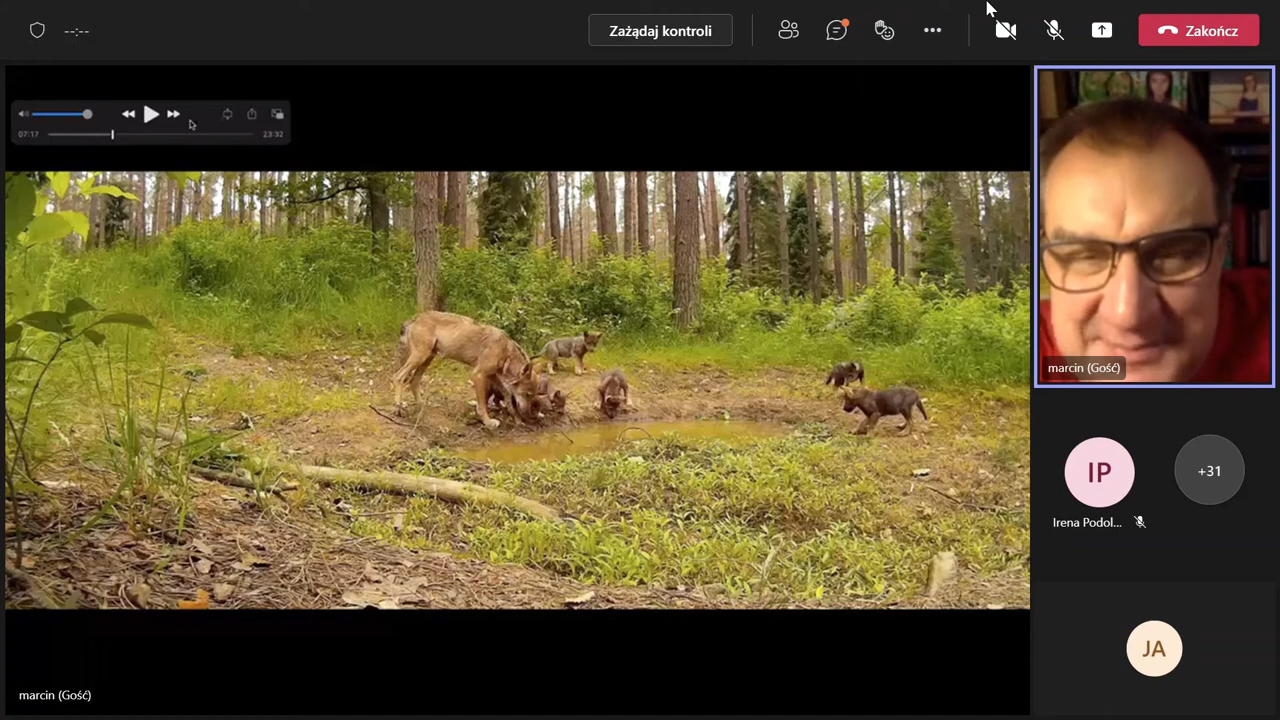 --:--
Zażądaj kontroli
Zakończ
07:17
23:32
marcin (Gość)
IP
+31
Irena Podol...
JA
marcin (Gość)